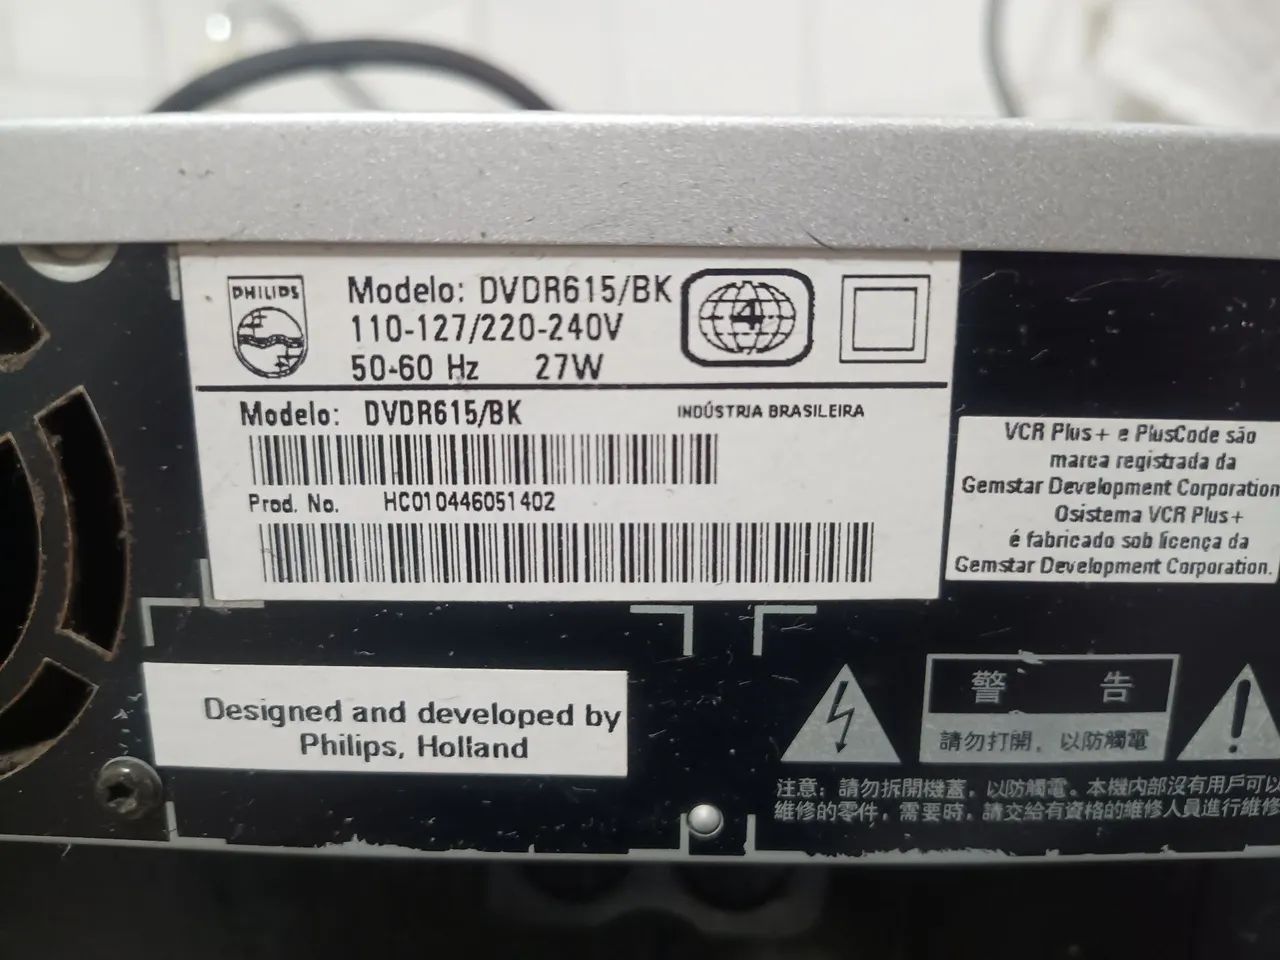 PHILIPS
Modelo: DVDR615/BK
110-127/220-240V
50-60 Hz 27W
4
Modelo: DVDR615/BK
INDÚSTRIA BRASILEIRA
Prod. No. HC010446051402
VCR Plus+ e PlusCode são
marca registrada da
Gemstar Development Corporation
Osistema VCR Plus+
é fabricado sob licença da
Gemstar Development Corporation.
Designed and developed by
Philips, Holland
警告
請勿打開，以防觸電
注意：請勿拆開機蓋，以防觸電。本機內部沒有用戶可以
維修的零件，需要時，請交給有資格的維修人員進行維修